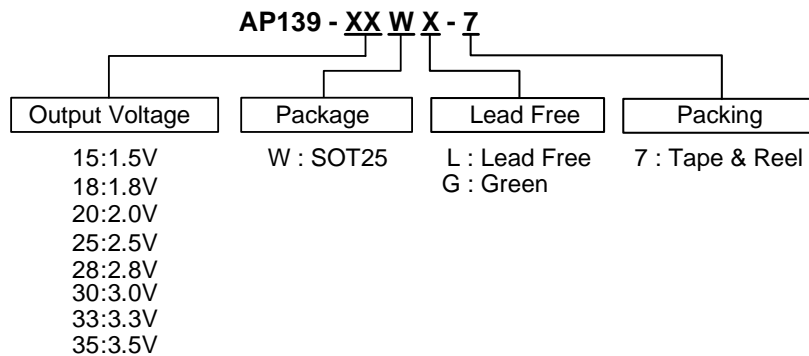 AP139 - XX W X - 7
Output Voltage
15:1.5V
18:1.8V
20:2.0V
25:2.5V
28:2.8V
30:3.0V
33:3.3V
35:3.5V
Package
W : SOT25
Lead Free
L : Lead Free
G : Green
Packing
7 : Tape & Reel